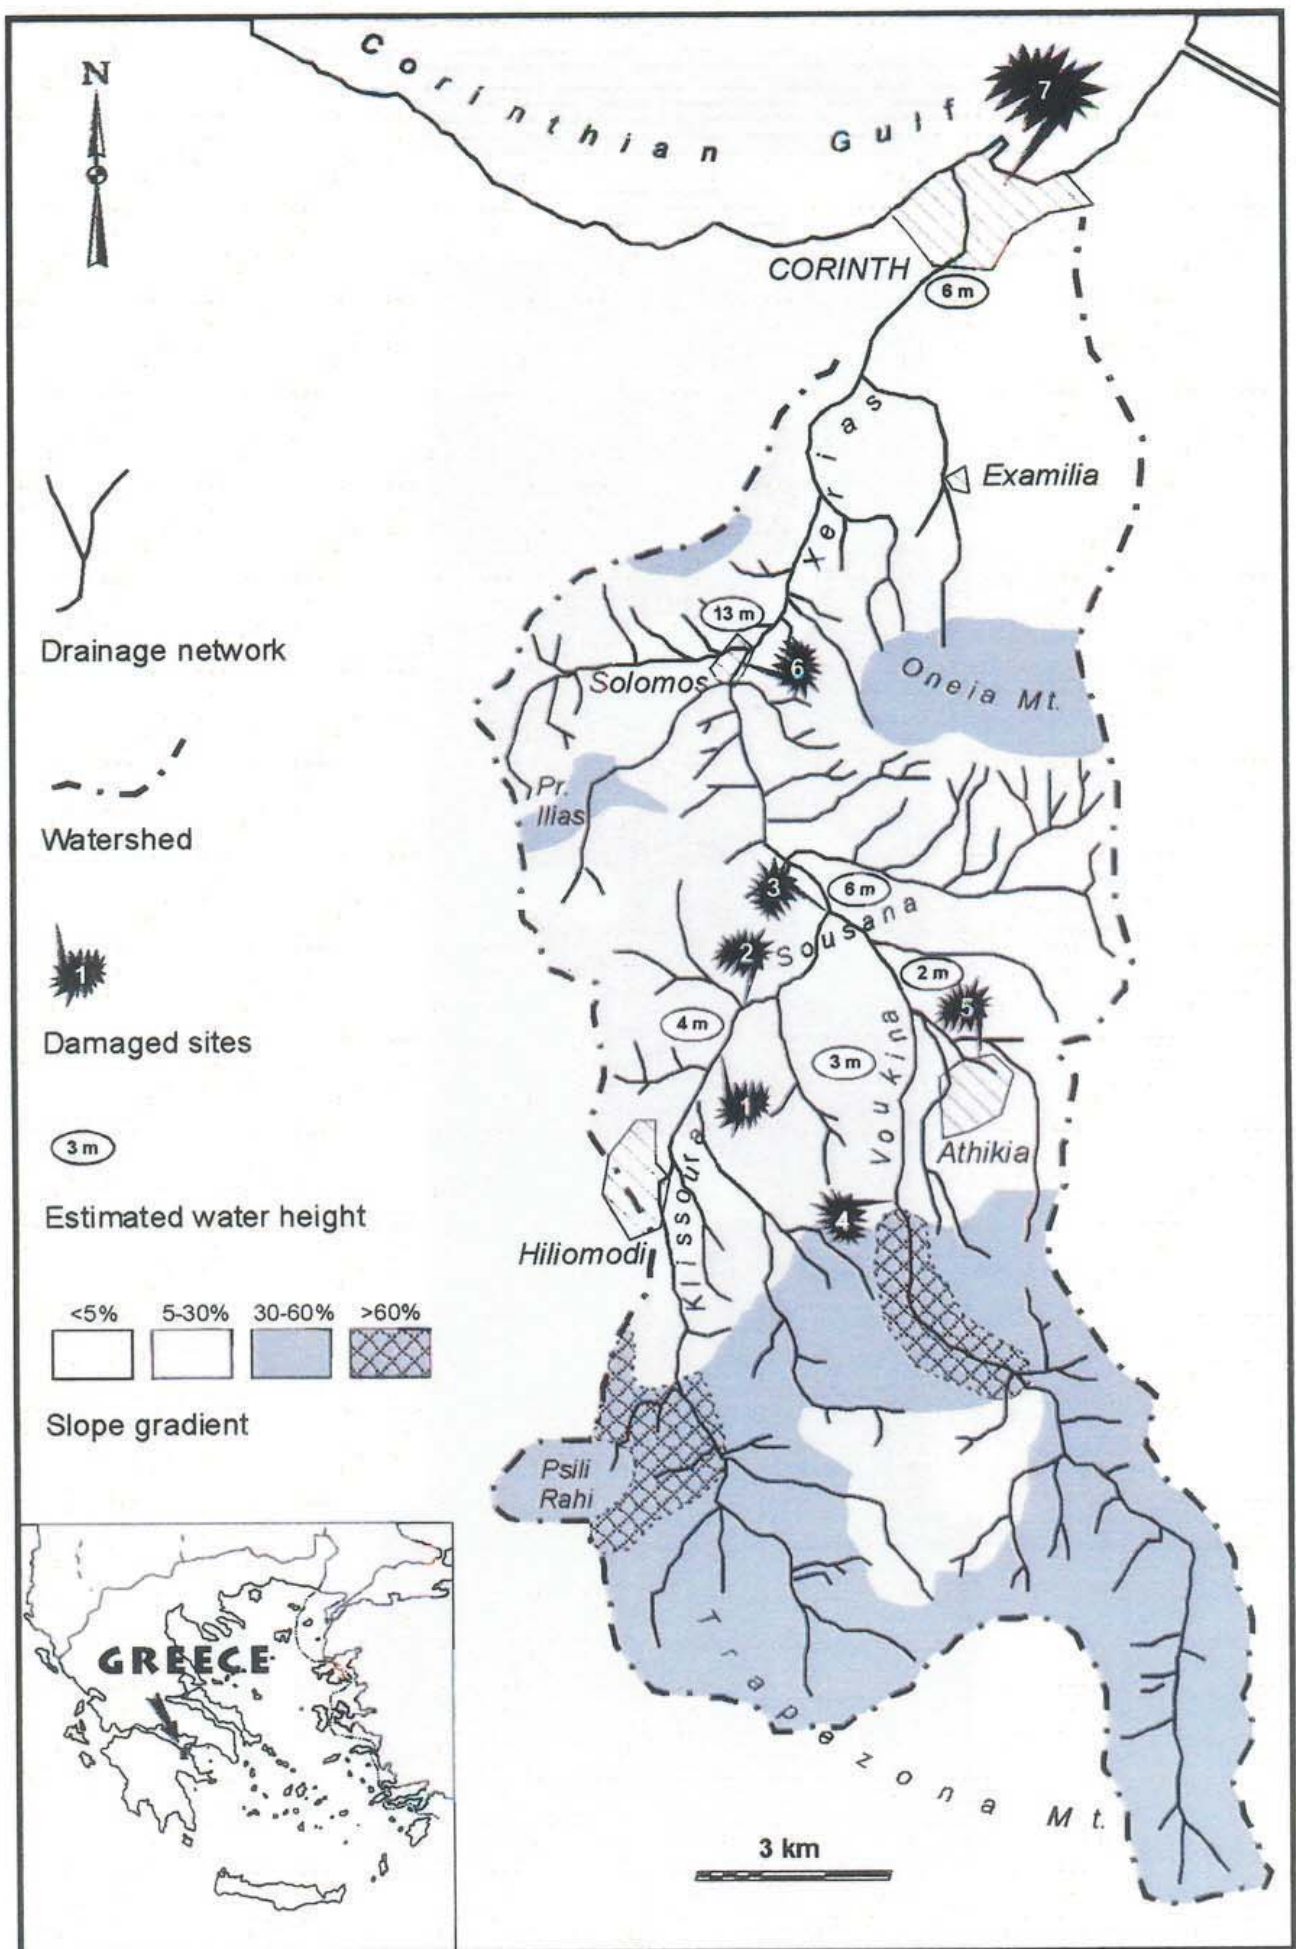 N
Corinthian Gulf
7
CORINTH
6 m
Xerias
Examilia
13 m
6
Solomos
Oneia Mt.
Drainage network
Pr.
Ilias
Watershed
3
6 m
Sousana
2
2 m
5
1
4 m
Damaged sites
3 m
Voukina
1
3 m
Athikia
Estimated water height
4
Klissoura
Hiliomodi
<5% 5-30% 30-60% >60%
Slope gradient
Psili
Rahi
GREECE
Trapezona Mt.
3 km